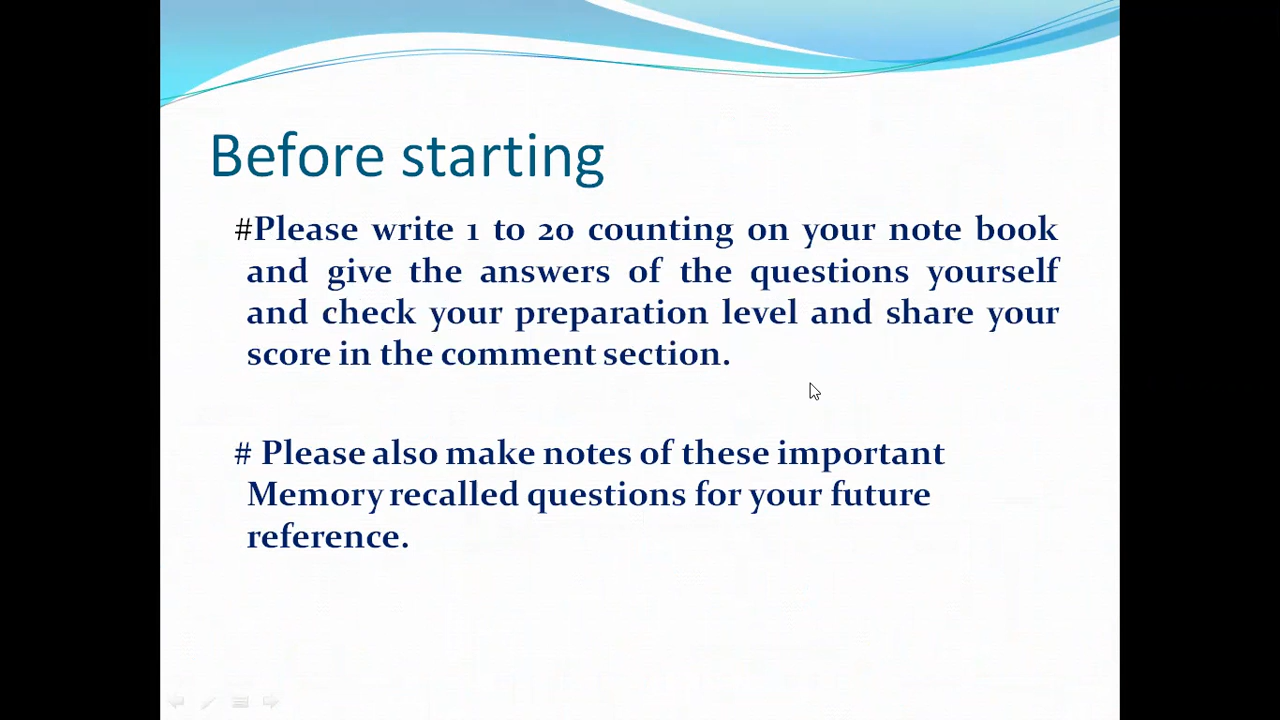 Before starting
#Please write 1 to 20 counting on your note book
and give the answers of the questions yourself
and check your preparation level and share your
score in the comment section.
# Please also make notes of these important
Memory recalled questions for your future
reference.